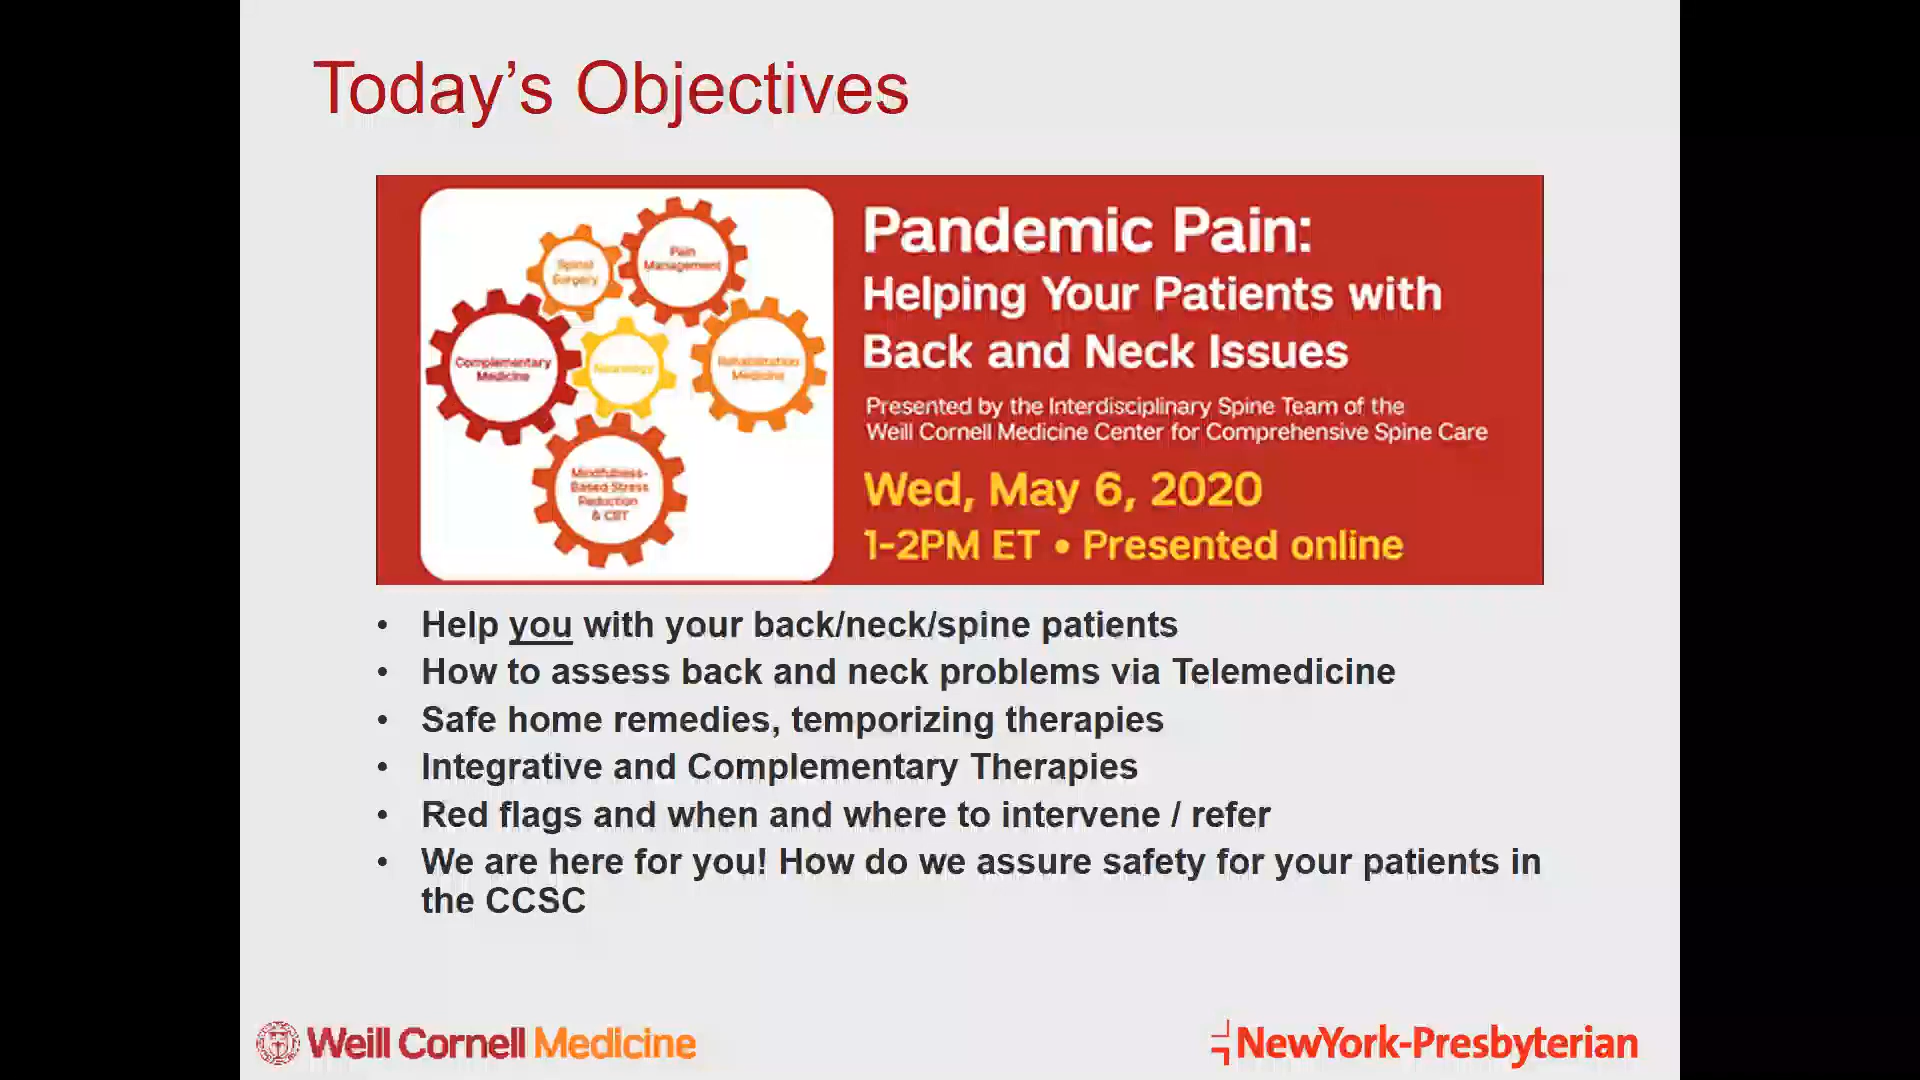 Today’s Objectives
Spinal
Surgery
Pain
Management
Complementary
Medicine
Neurology
Rehabilitation
Medicine
Mindfulness-
Based Stress
Reduction
& CBT
Pandemic Pain:
Helping Your Patients with
Back and Neck Issues
Presented by the Interdisciplinary Spine Team of the
Weill Cornell Medicine Center for Comprehensive Spine Care
Wed, May 6, 2020
1-2PM ET • Presented online
• Help you with your back/neck/spine patients
• How to assess back and neck problems via Telemedicine
• Safe home remedies, temporizing therapies
• Integrative and Complementary Therapies
• Red flags and when and where to intervene / refer
• We are here for you! How do we assure safety for your patients in
the CCSC
Weill Cornell Medicine
NewYork-Presbyterian